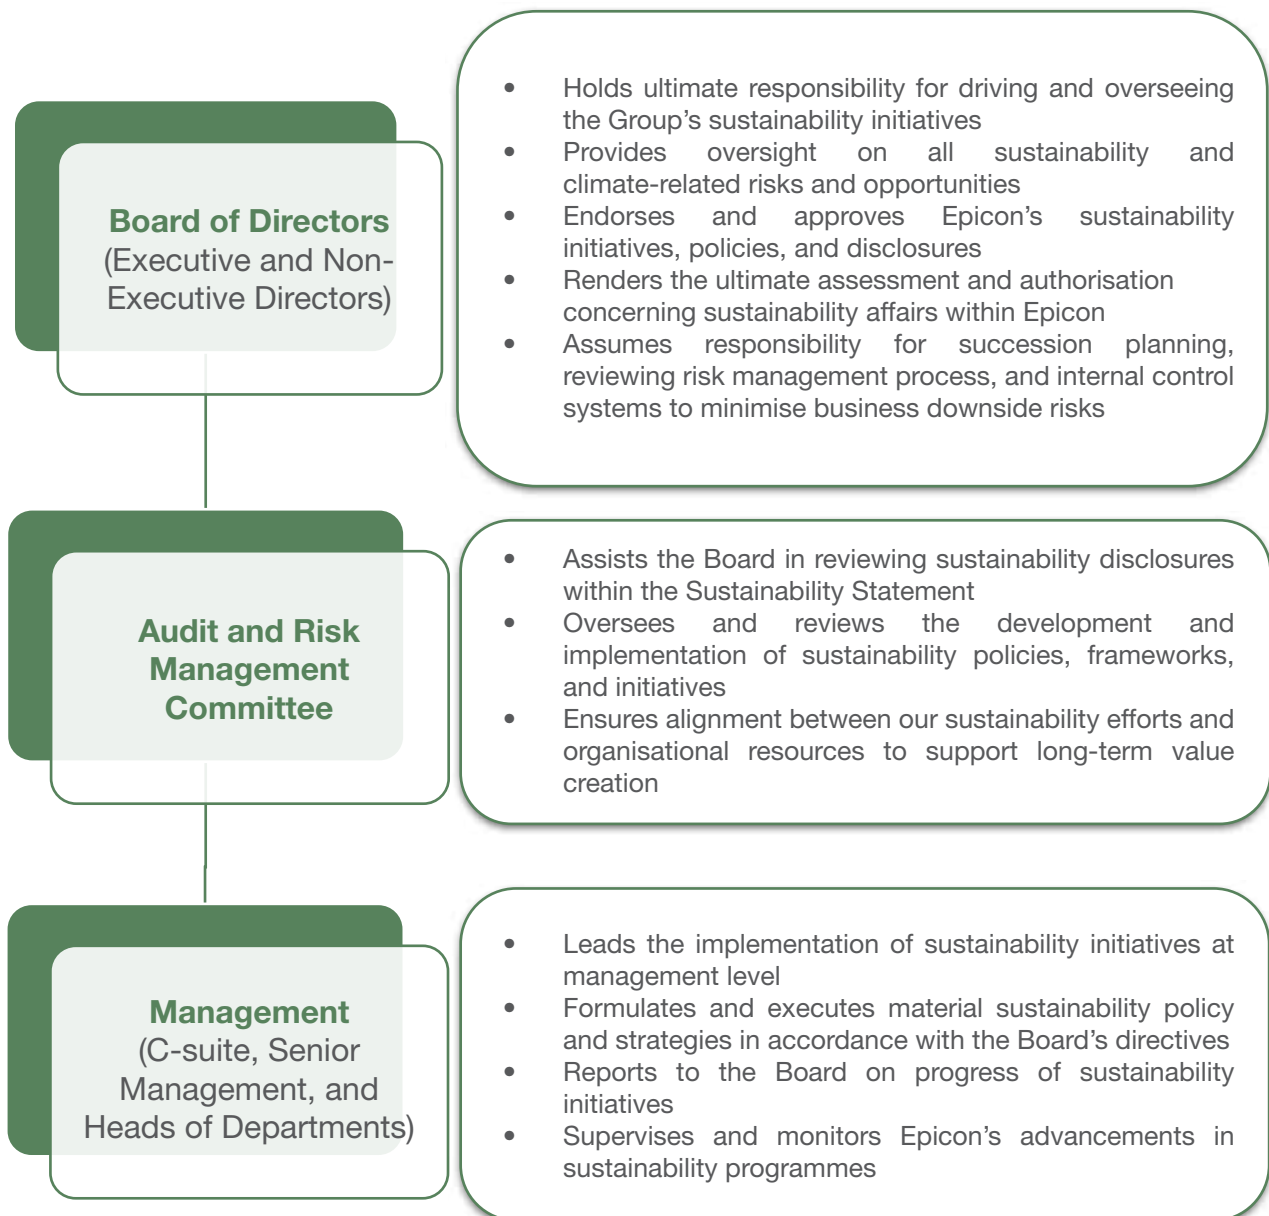 Board of Directors
(Executive and Non-
Executive Directors)
• Holds ultimate responsibility for driving and overseeing
the Group’s sustainability initiatives
• Provides oversight on all sustainability and
climate-related risks and opportunities
• Endorses and approves Epicon’s sustainability
initiatives, policies, and disclosures
• Renders the ultimate assessment and authorisation
concerning sustainability affairs within Epicon
• Assumes responsibility for succession planning,
reviewing risk management process, and internal control
systems to minimise business downside risks
Audit and Risk
Management
Committee
• Assists the Board in reviewing sustainability disclosures
within the Sustainability Statement
• Oversees and reviews the development and
implementation of sustainability policies, frameworks,
and initiatives
• Ensures alignment between our sustainability efforts and
organisational resources to support long-term value
creation
Management
(C-suite, Senior
Management, and
Heads of Departments)
• Leads the implementation of sustainability initiatives at
management level
• Formulates and executes material sustainability policy
and strategies in accordance with the Board’s directives
• Reports to the Board on progress of sustainability
initiatives
• Supervises and monitors Epicon’s advancements in
sustainability programmes